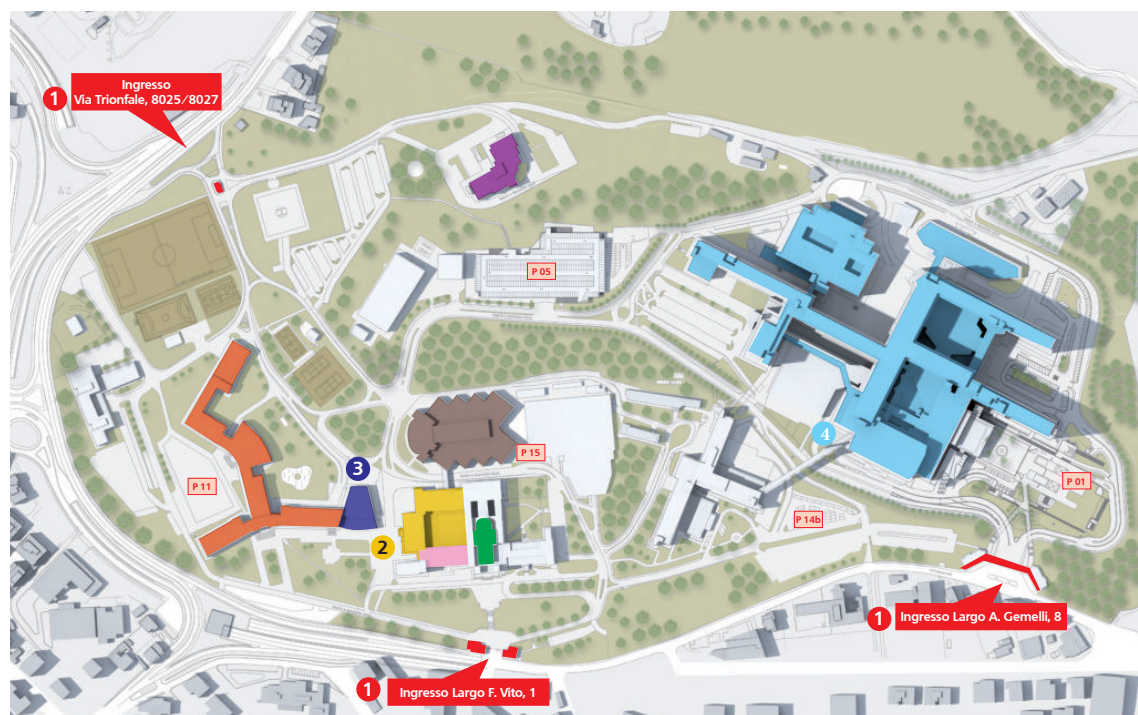 Ingresso
1 Via Trionfale, 8025/8027
P 05
4
P 15
3
P 11
P 01
P 14b
2
1 Ingresso Largo A. Gemelli, 8
1 Ingresso Largo F. Vito, 1